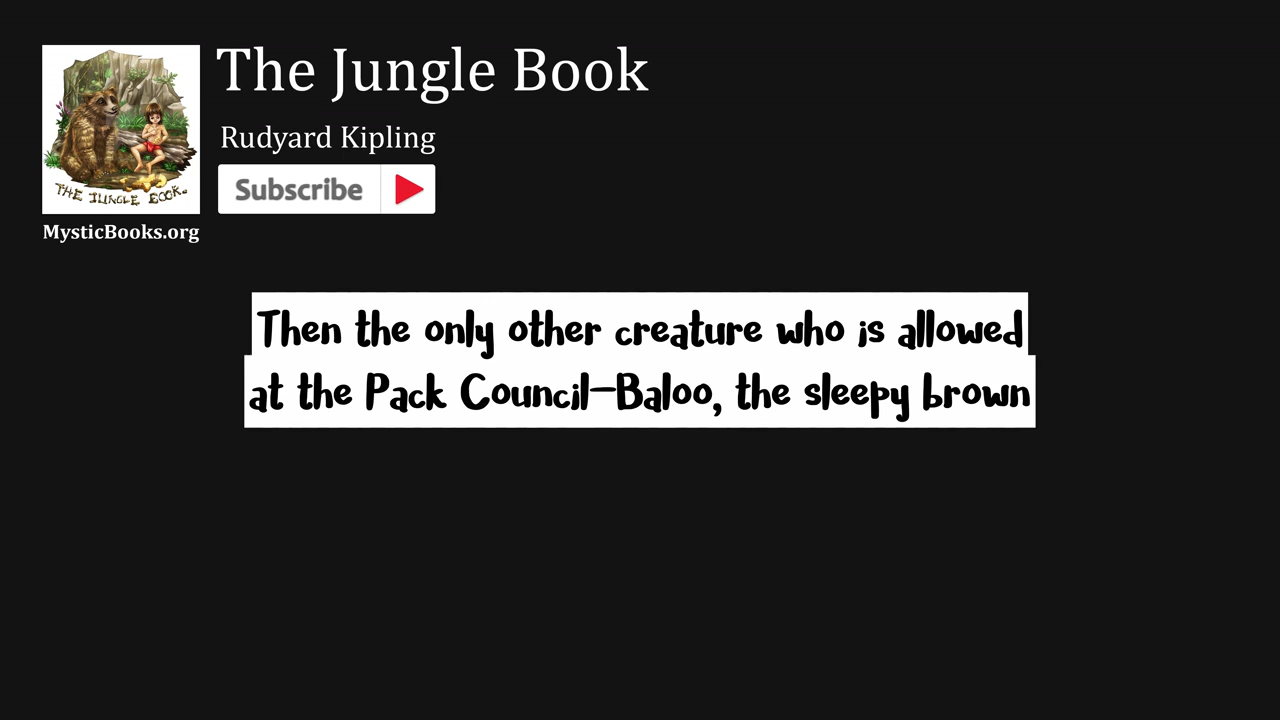 The Jungle Book
Rudyard Kipling
Subscribe
THE JUNGLE BOOK.
MysticBooks.org
Then the only other creature who is allowed
at the Pack Council—Baloo, the sleepy brown